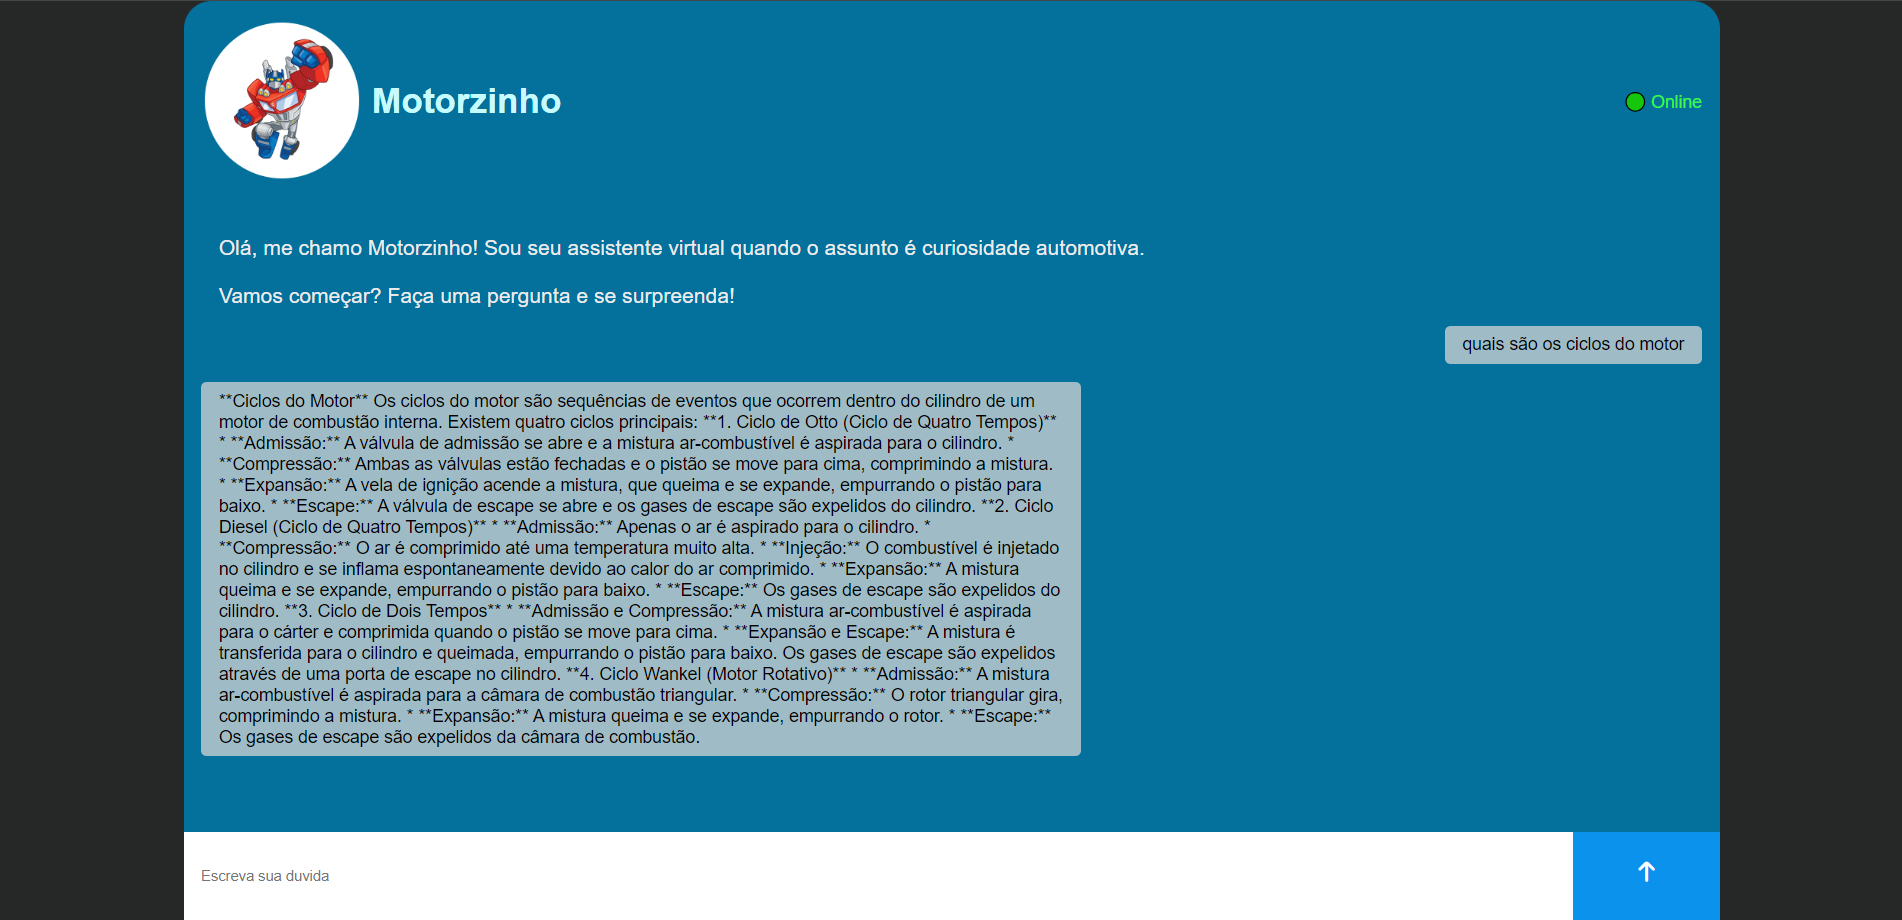 Motorzinho
Online
Olá, me chamo Motorzinho! Sou seu assistente virtual quando o assunto é curiosidade automotiva.
Vamos começar? Faça uma pergunta e se surpreenda!
quais são os ciclos do motor
**Ciclos do Motor** Os ciclos do motor são sequências de eventos que ocorrem dentro do cilindro de um
motor de combustão interna. Existem quatro ciclos principais: **1. Ciclo de Otto (Ciclo de Quatro Tempos)**
* **Admissão:** A válvula de admissão se abre e a mistura ar-combustível é aspirada para o cilindro. *
**Compressão:** Ambas as válvulas estão fechadas e o pistão se move para cima, comprimindo a mistura.
* **Expansão:** A vela de ignição acende a mistura, que queima e se expande, empurrando o pistão para
baixo. * **Escape:** A válvula de escape se abre e os gases de escape são expelidos do cilindro. **2. Ciclo
Diesel (Ciclo de Quatro Tempos)** * **Admissão:** Apenas o ar é aspirado para o cilindro. *
**Compressão:** O ar é comprimido até uma temperatura muito alta. * **Injeção:** O combustível é injetado
no cilindro e se inflama espontaneamente devido ao calor do ar comprimido. * **Expansão:** A mistura
queima e se expande, empurrando o pistão para baixo. * **Escape:** Os gases de escape são expelidos do
cilindro. **3. Ciclo de Dois Tempos** * **Admissão e Compressão:** A mistura ar-combustível é aspirada
para o cárter e comprimida quando o pistão se move para cima. * **Expansão e Escape:** A mistura é
transferida para o cilindro e queimada, empurrando o pistão para baixo. Os gases de escape são expelidos
através de uma porta de escape no cilindro. **4. Ciclo Wankel (Motor Rotativo)** * **Admissão:** A mistura
ar-combustível é aspirada para a câmara de combustão triangular. * **Compressão:** O rotor triangular gira,
comprimindo a mistura. * **Expansão:** A mistura queima e se expande, empurrando o rotor. * **Escape:**
Os gases de escape são expelidos da câmara de combustão.
Escreva sua duvida